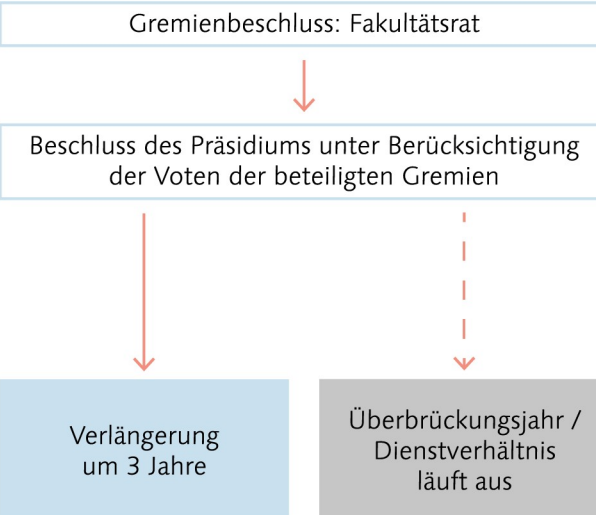 Gremienbeschluss: Fakultätsrat
Beschluss des Präsidiums unter Berücksichtigung
der Voten der beteiligten Gremien
Verlängerung
um 3 Jahre
Überbrückungsjahr /
Dienstverhältnis
läuft aus